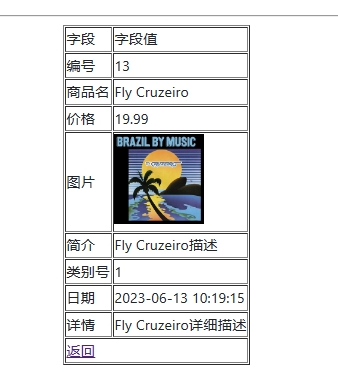 字段 字段值
编号 13
商品名 Fly Cruzeiro
价格 19.99
图片
BRAZIL BY MUSIC
简介 Fly Cruzeiro描述
类别号 1
日期 2023-06-13 10:19:15
详情 Fly Cruzeiro详细描述
返回